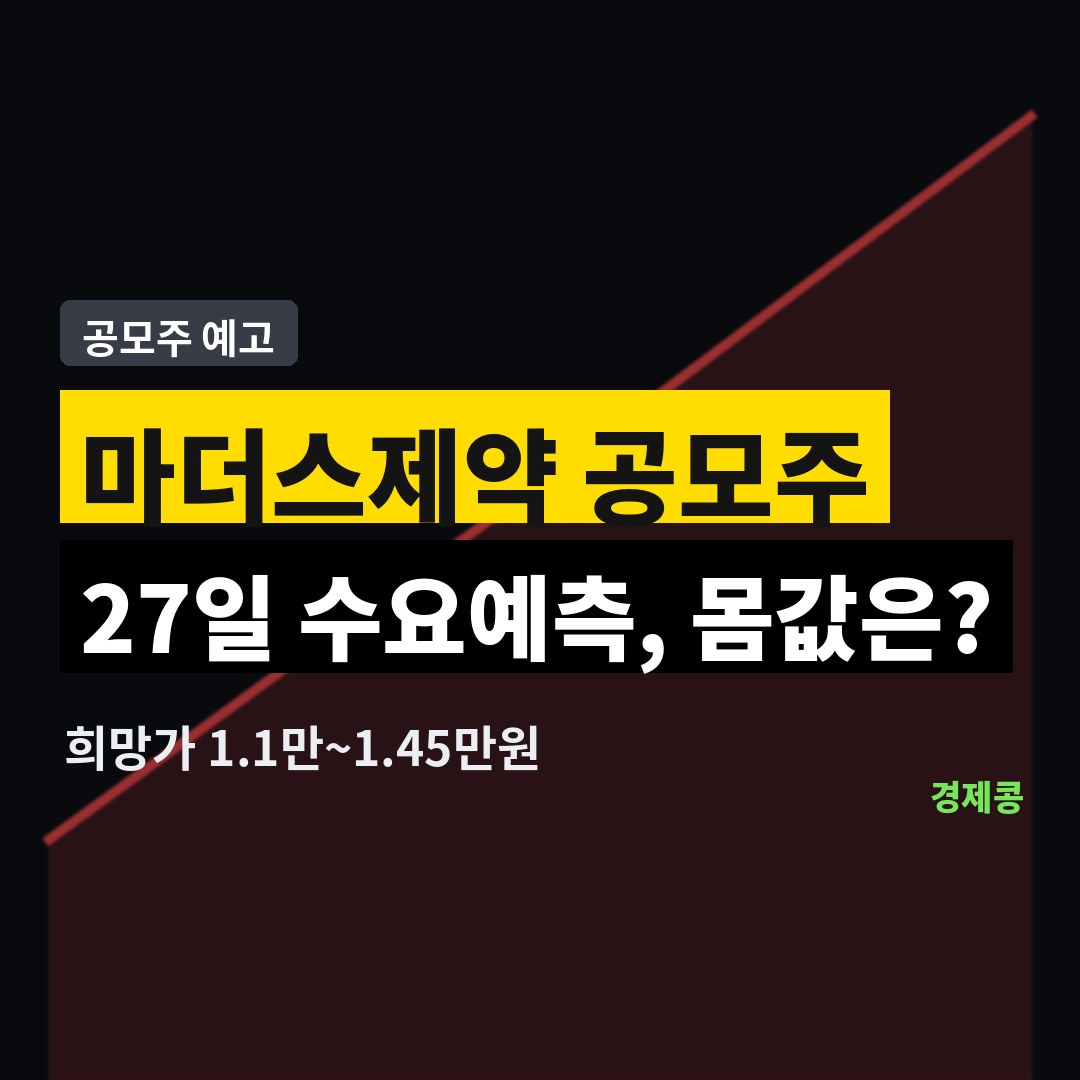 공모주 예고
마더스제약 공모주
27일 수요예측, 몸값은?
희망가 1.1만~1.45만원
경제콩